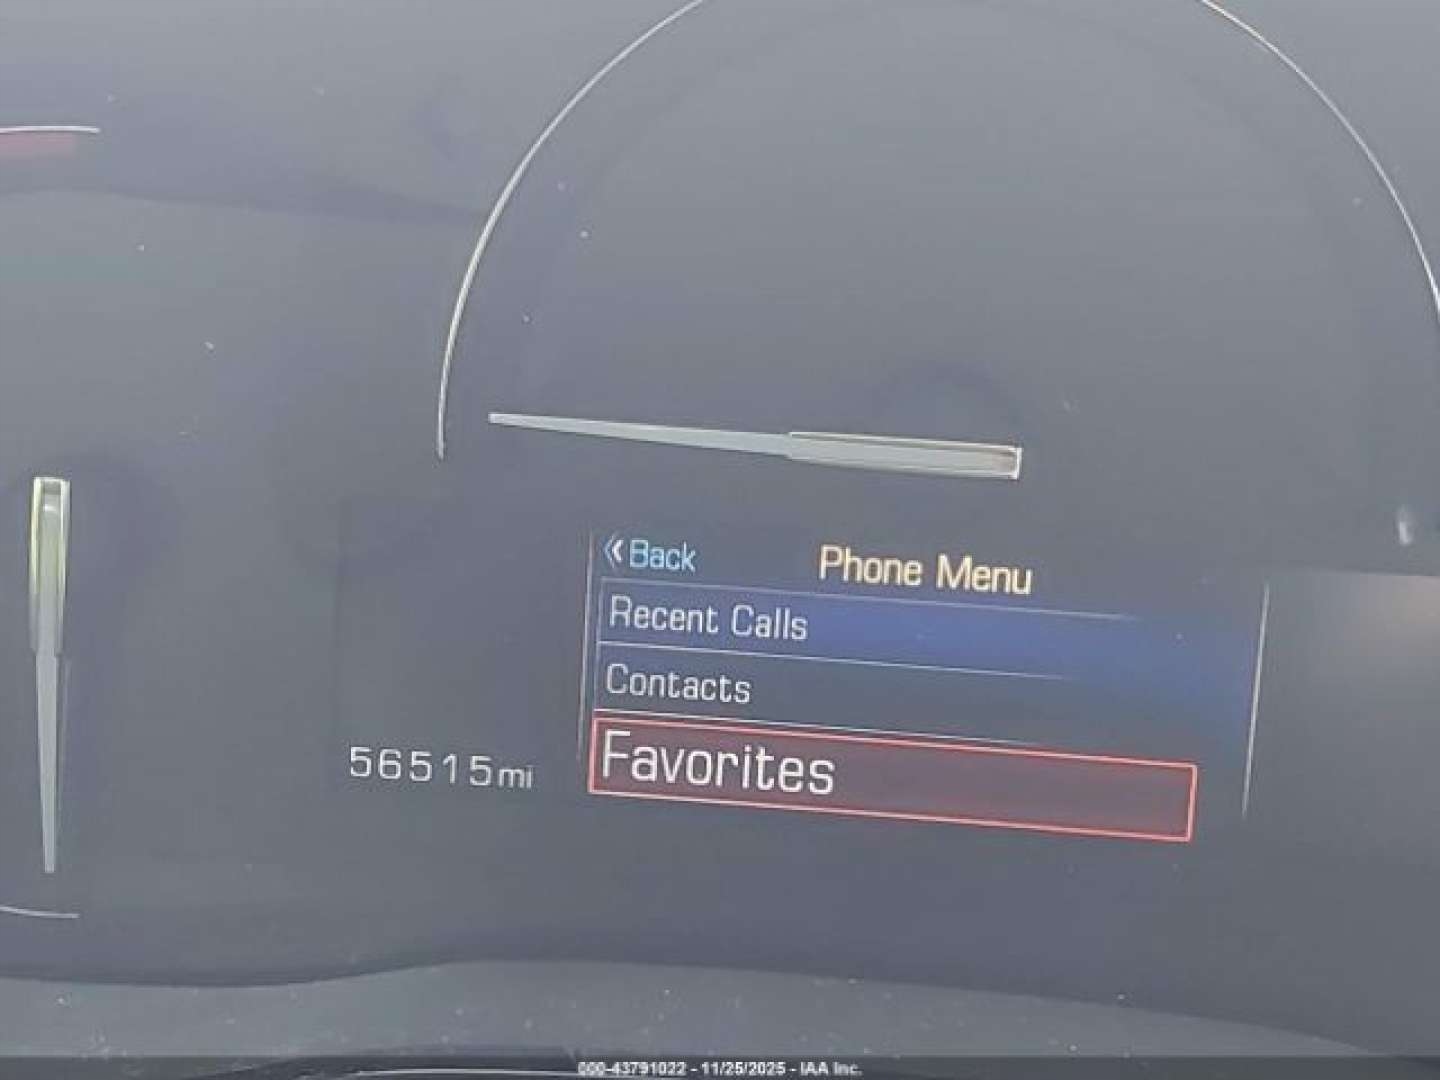 Back
Phone Menu
Recent Calls
Contacts
Favorites
56515mi
000-43791022 - 11/25/2025 - IAA Inc.